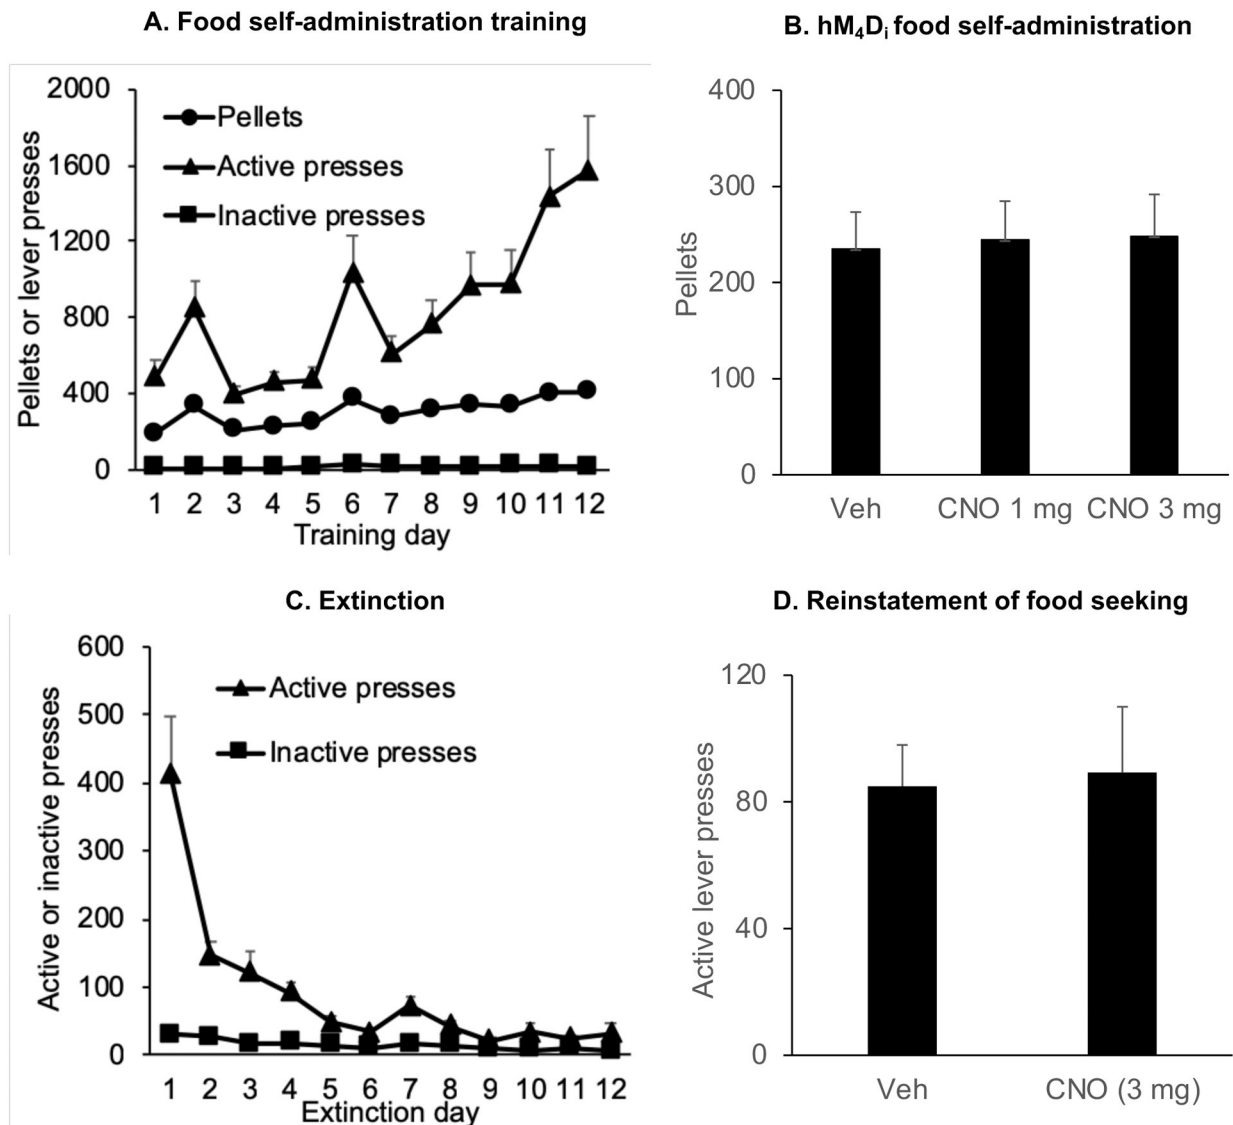 A. Food self-administration training
Pellets or lever presses
2000
1600
1200
800
400
0
Pellets
Active presses
Inactive presses
1 2 3 4 5 6 7 8 9 10 11 12
Training day
B. hM₄Dᵢ food self-administration
Pellets
400
300
200
100
0
Veh CNO 1 mg CNO 3 mg
C. Extinction
Active or inactive presses
600
500
400
300
200
100
0
Active presses
Inactive presses
1 2 3 4 5 6 7 8 9 10 11 12
Extinction day
D. Reinstatement of food seeking
Active lever presses
120
80
40
0
Veh CNO (3 mg)